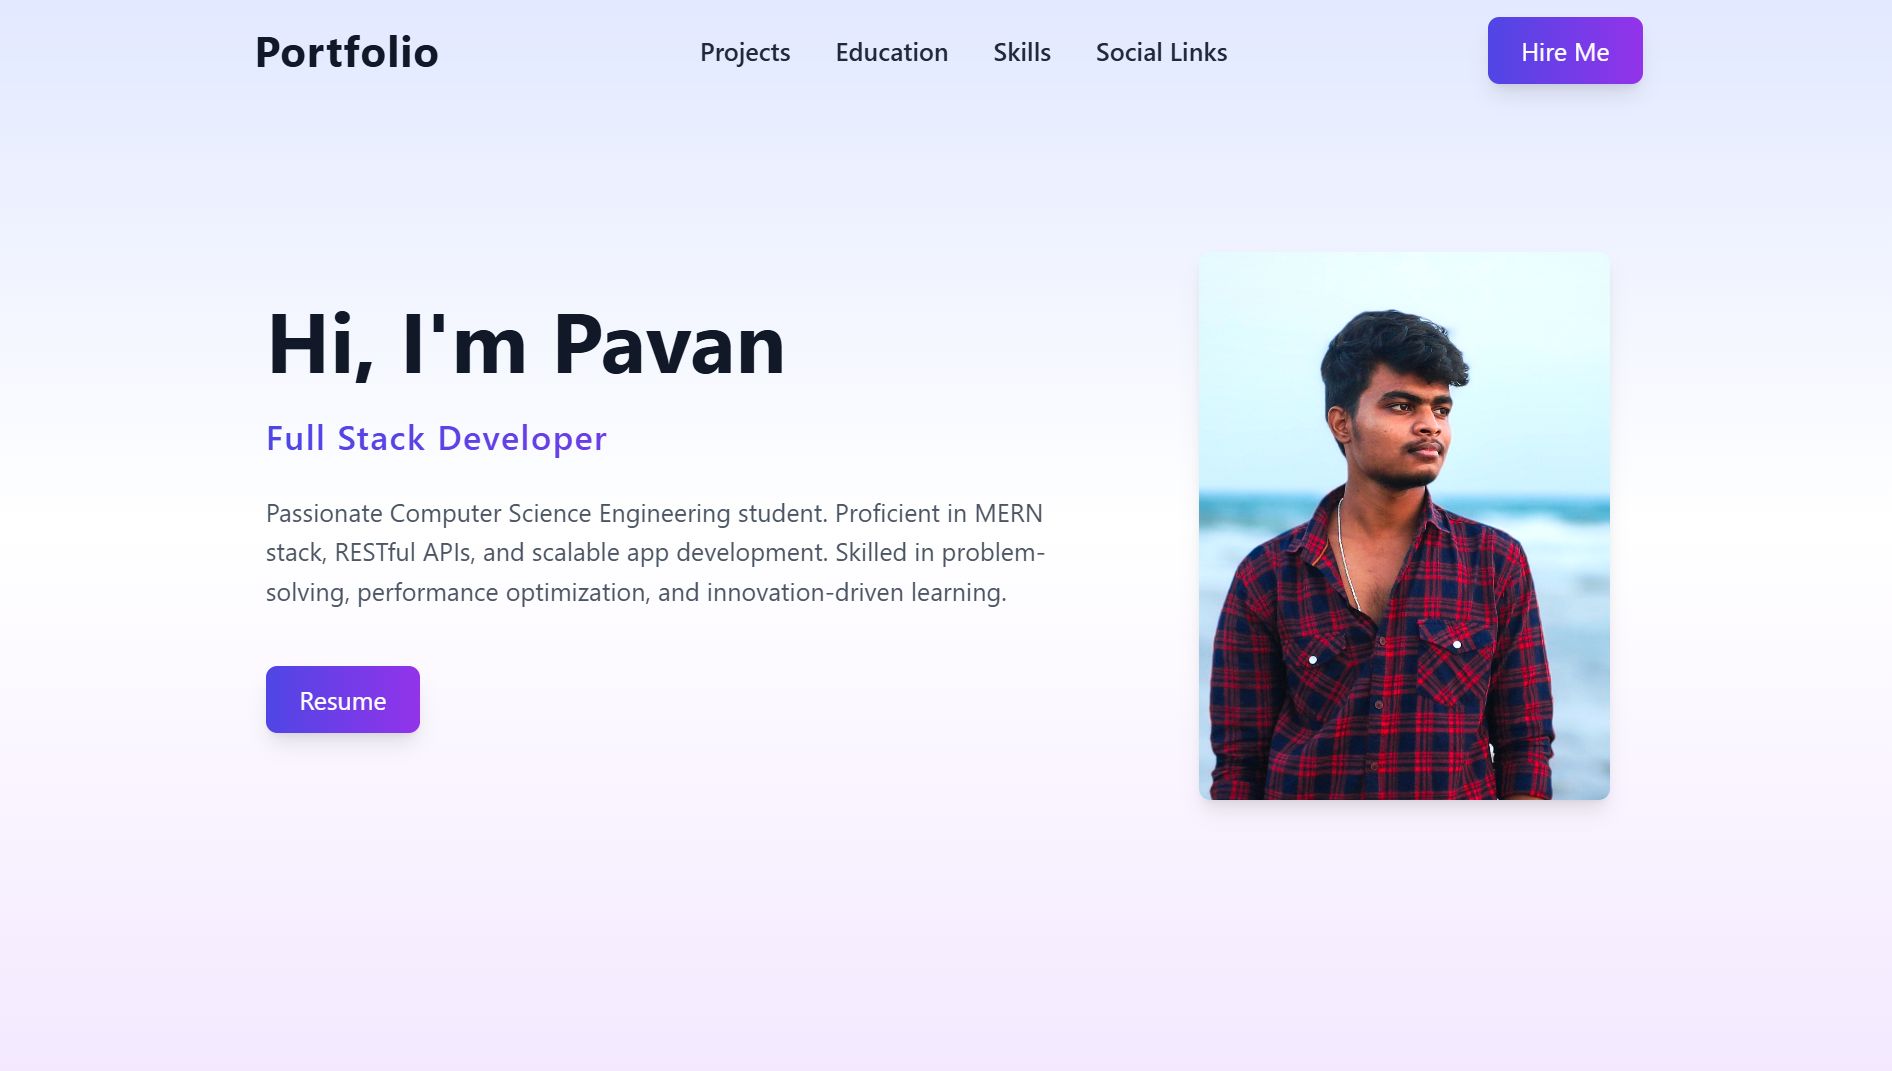 Portfolio
Projects
Education
Skills
Social Links
Hire Me
Hi, I'm Pavan
Full Stack Developer
Passionate Computer Science Engineering student. Proficient in MERN
stack, RESTful APIs, and scalable app development. Skilled in problem-
solving, performance optimization, and innovation-driven learning.
Resume